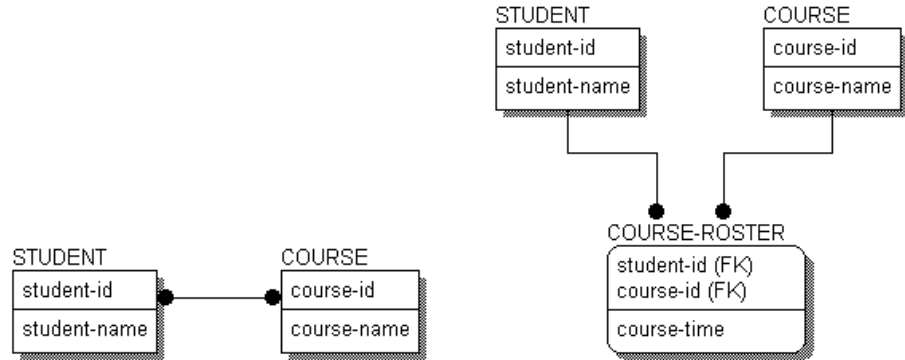 STUDENT
student-id
student-name
COURSE
course-id
course-name
STUDENT
student-id
student-name
COURSE
course-id
course-name
COURSE-ROSTER
student-id (FK)
course-id (FK)
course-time